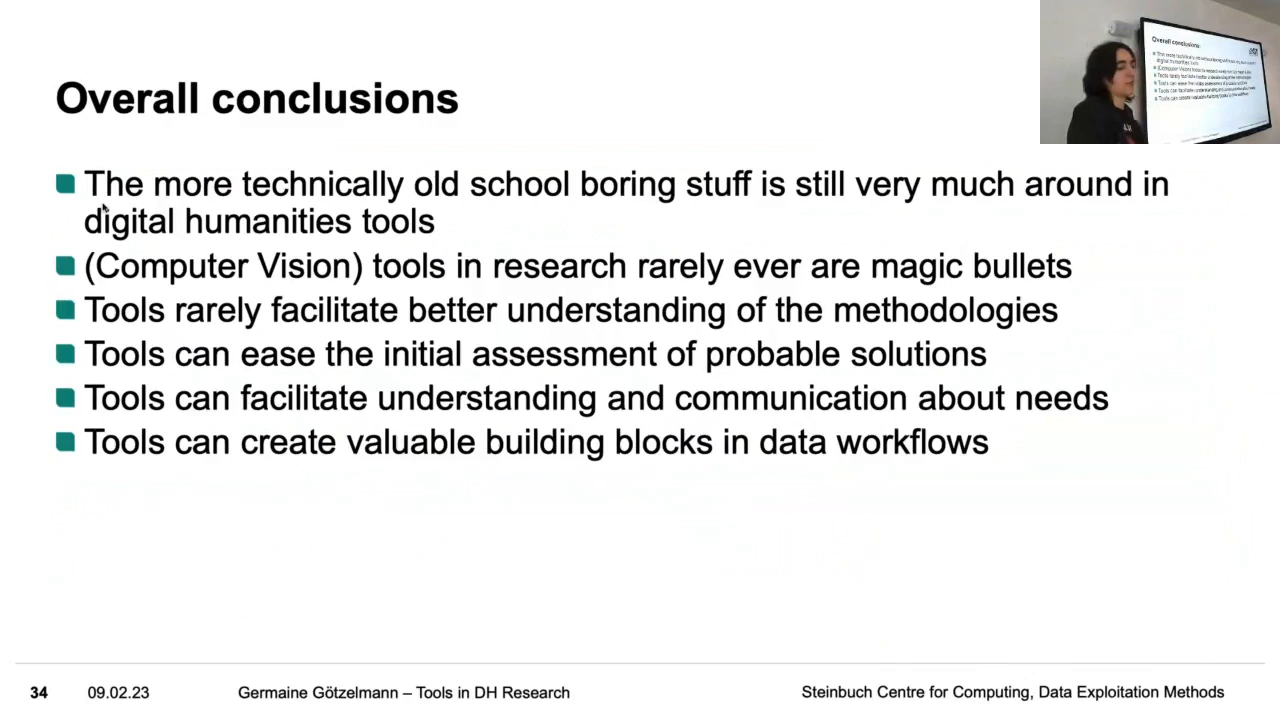 Overall conclusions
The more technically old school boring stuff is still very much around in
digital humanities tools
(Computer Vision) tools in research rarely ever are magic bullets
Tools rarely facilitate better understanding of the methodologies
Tools can ease the initial assessment of probable solutions
Tools can facilitate understanding and communication about needs
Tools can create valuable building blocks in data workflows
34 09.02.23 Germaine Götzelmann – Tools in DH Research Steinbuch Centre for Computing, Data Exploitation Methods
Overall conclusions